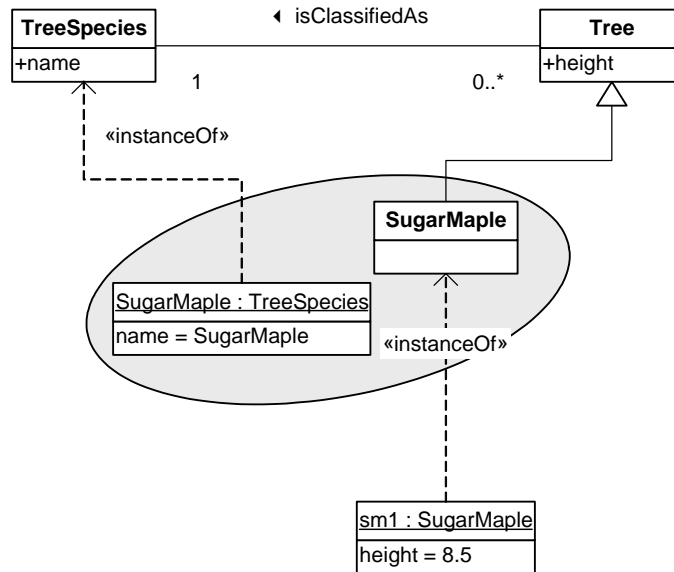 ◂ isClassifiedAs
TreeSpecies
+name
Tree
+height
1
0..*
«instanceOf»
SugarMaple
SugarMaple : TreeSpecies
name = SugarMaple
«instanceOf»
sm1 : SugarMaple
height = 8.5